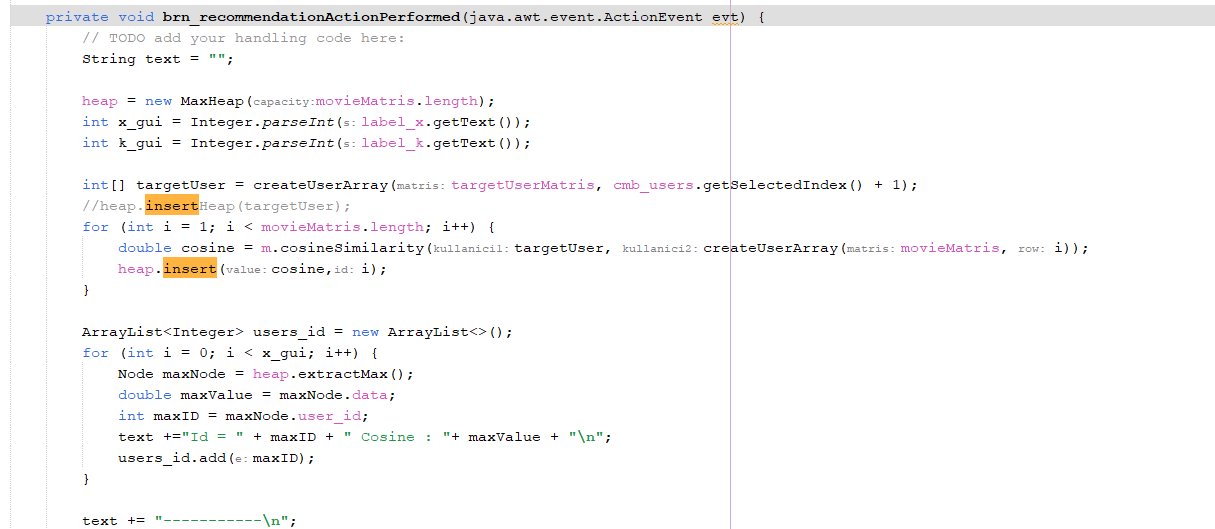 private void brn_recommendationActionPerformed(java.awt.event.ActionEvent evt) {
// TODO add your handling code here:
String text = "";
heap = new MaxHeap(capacity:movieMatris.length);
int x_gui = Integer.parseInt(s: label_x.getText());
int k_gui = Integer.parseInt(s: label_k.getText());
int[] targetUser = createUserArray(matris: targetUserMatris, cmb_users.getSelectedIndex() + 1);
//heap.insertHeap(targetUser);
for (int i = 1; i < movieMatris.length; i++) {
double cosine = m.cosineSimilarity(kullanici1: targetUser, kullanici2: createUserArray(matris: movieMatris, row: i));
heap.insert(value: cosine,id: i);
}
ArrayList<Integer> users_id = new ArrayList<>();
for (int i = 0; i < x_gui; i++) {
Node maxNode = heap.extractMax();
double maxValue = maxNode.data;
int maxID = maxNode.user_id;
text +="Id = " + maxID + " Cosine : "+ maxValue + "\n";
users_id.add(e: maxID);
}
text += "-----------\n";